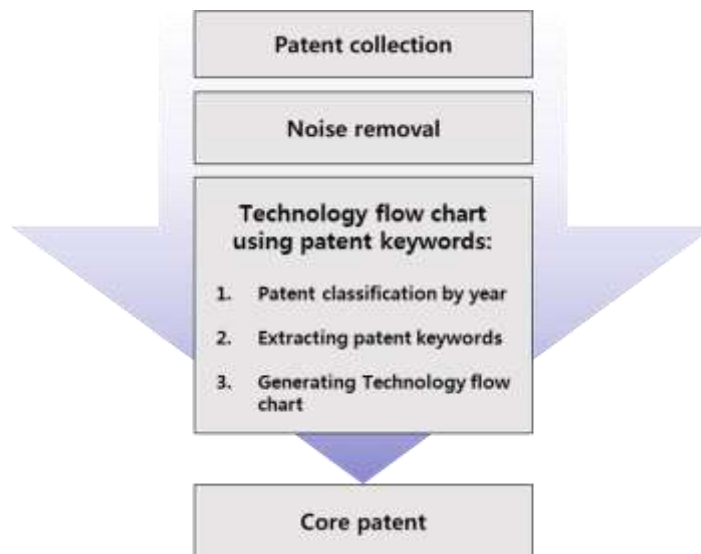 Patent collection
Noise removal
Technology flow chart
using patent keywords:
1. Patent classification by year
2. Extracting patent keywords
3. Generating Technology flow
chart
Core patent